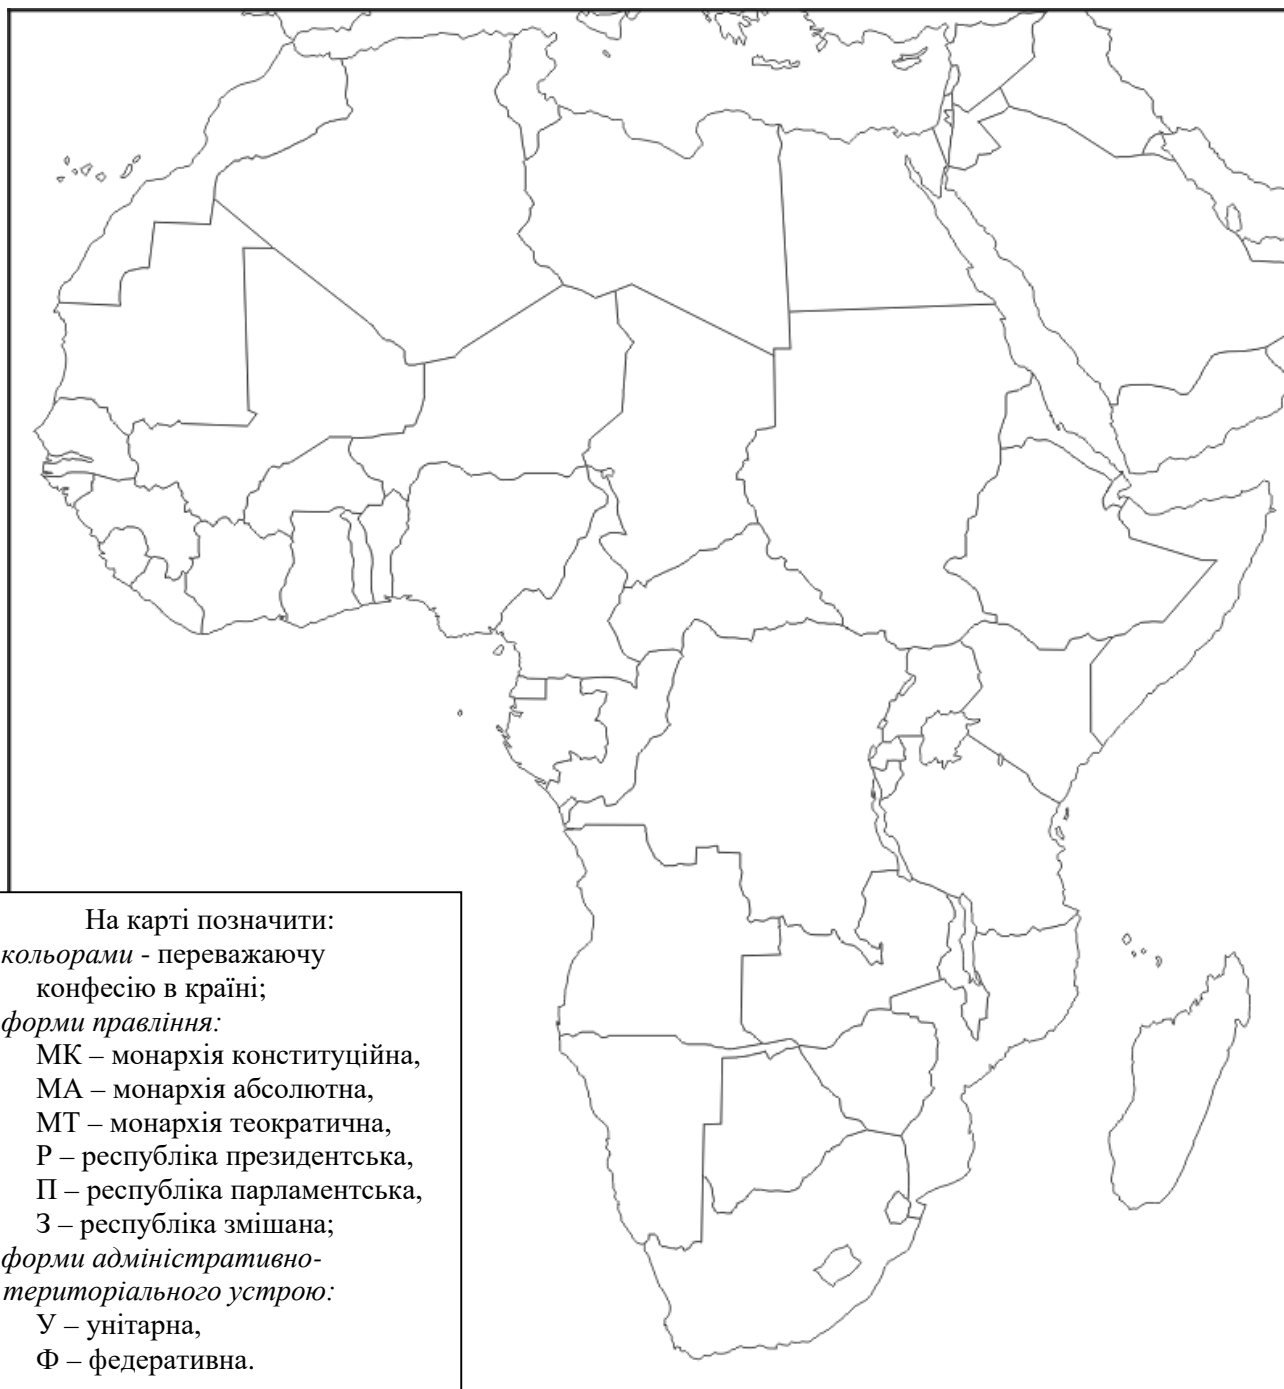 На карті позначити:
кольорами - переважаючу
конфесію в країні;
форми правління:
МК – монархія конституційна,
МА – монархія абсолютна,
МТ – монархія теократична,
Р – республіка президентська,
П – республіка парламентська,
З – республіка змішана;
форми адміністративно-
територіального устрою:
У – унітарна,
Ф – федеративна.